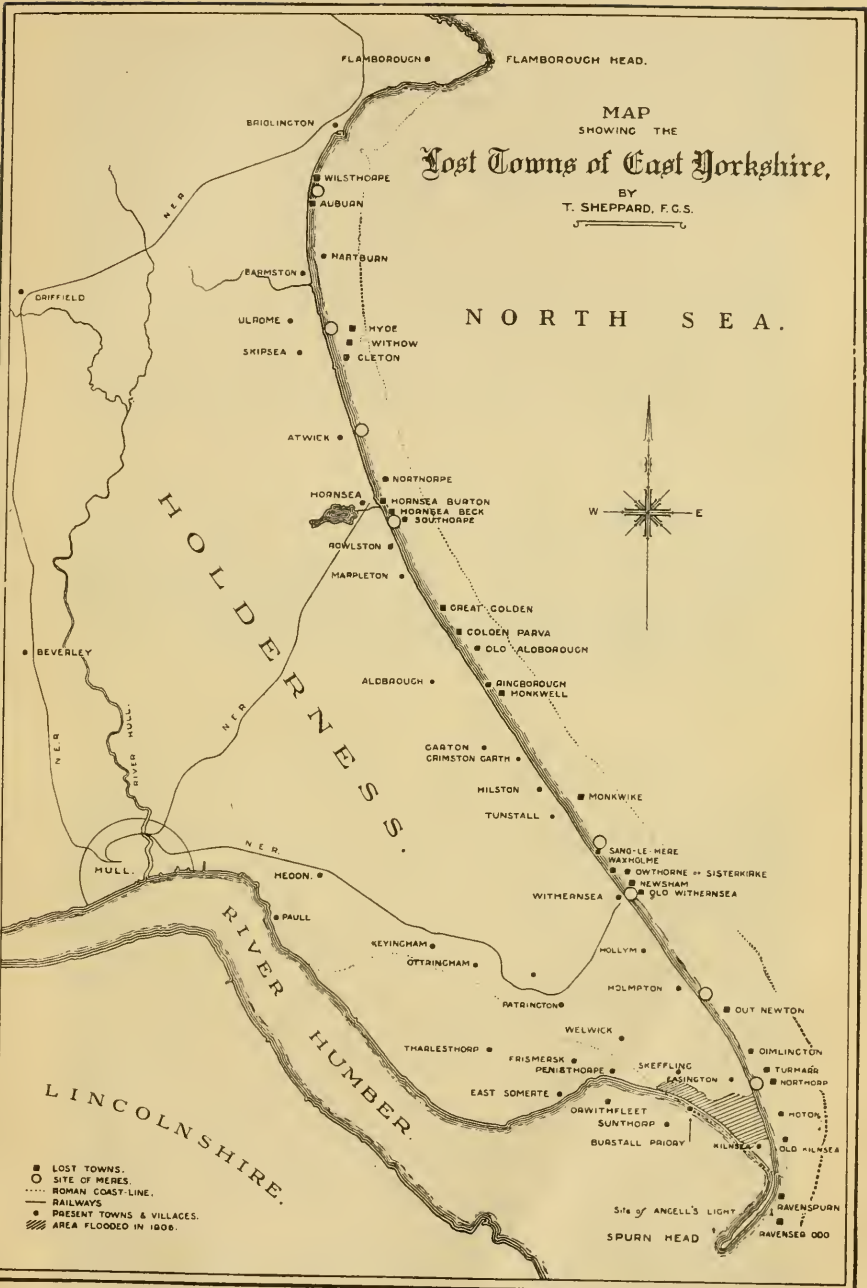 FLAMBOROUGH
FLAMBOROUGH HEAD.
MAP
SHOWING THE
Lost Towns of East Yorkshire,
BY
T. SHEPPARD, F.G.S.
BRIDLINGTON
WILSTHORPE
AUBURN
N E R
HARTBURN
BARMSTON
DRIFFIELD
NORTH SEA.
ULROME
HYDE
WITHOW
SKIPSEA
CLETON
ATWICK
NORTHORPE
HORNSEA
HORNSEA BURTON
HORNSEA BECK
SOUTHORPE
W
E
ROWLSTON
MARPLETON
HOLDERNESS.
GREAT COLDEN
COLDEN PARVA
OLD ALDBOROUGH
BEVERLEY
ALDBROUGH
RINGBOROUGH
MONKWELL
N E R
N.E.R
RIVER HULL.
GARTON
GRIMSTON GARTH
HILSTON
MONKWIKE
TUNSTALL
N E R.
SAND-LE-MERE
WAXHOLME
OWTHORNE OR SISTERKIRKE
NEWSHAM
OLD WITHERNSEA
HULL.
HEDON.
WITHERNSEA
PAULL
RIVER HUMBER.
KEYINGHAM
OTTRINGHAM
HOLLYM
PATRINGTON
HOLMPTON
OUT NEWTON
WELWICK
THARLESTHORP
FRISMERSK
PENISTHORPE
SKEFFLING
EASINGTON
DIMLINGTON
TURMARR
NORTHORP
EAST SOMERTE
ORWITHFLEET
SUNTHORP
HOTON
BURSTALL PRIORY
KILNSEA
OLD KILNSEA
LINCOLNSHIRE.
LOST TOWNS.
SITE OF MERES.
ROMAN COAST-LINE.
RAILWAYS
PRESENT TOWNS & VILLAGES.
AREA FLOODED IN 1906.
Site of ANGELL'S LIGHT
RAVENSPURN
SPURN HEAD
RAVENSER ODD